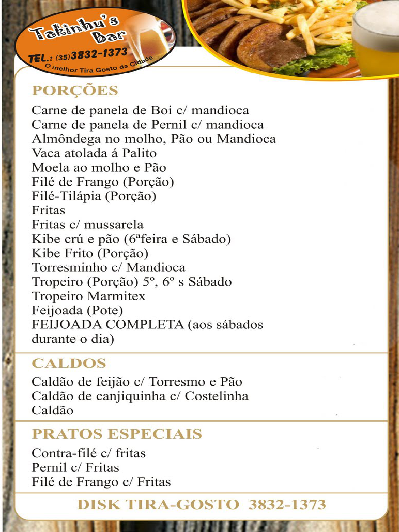 Tekinhu's
Bar
TEL.: (35)3832-1373
O melhor Tira Gosto da Cidade
PORÇÕES
Carne de panela de Boi c/ mandioca
Carne de panela de Pernil c/ mandioca
Almôndega no molho, Pão ou Mandioca
Vaca atolada á Palito
Moela ao molho e Pão
Filé de Frango (Porção)
Filé-Tilápia (Porção)
Fritas
Fritas c/ mussarela
Kibe crú e pão (6ªfeira e Sábado)
Kibe Frito (Porção)
Torresminho c/ Mandioca
Tropeiro (Porção) 5º, 6º s Sábado
Tropeiro Marmitex
Feijoada (Pote)
FEIJOADA COMPLETA (aos sábados
durante o dia)
CALDOS
Caldão de feijão c/ Torresmo e Pão
Caldão de canjiquinha c/ Costelinha
Caldão
PRATOS ESPECIAIS
Contra-filé c/ fritas
Pernil c/ Fritas
Filé de Frango c/ Fritas
DISK TIRA-GOSTO 3832-1373